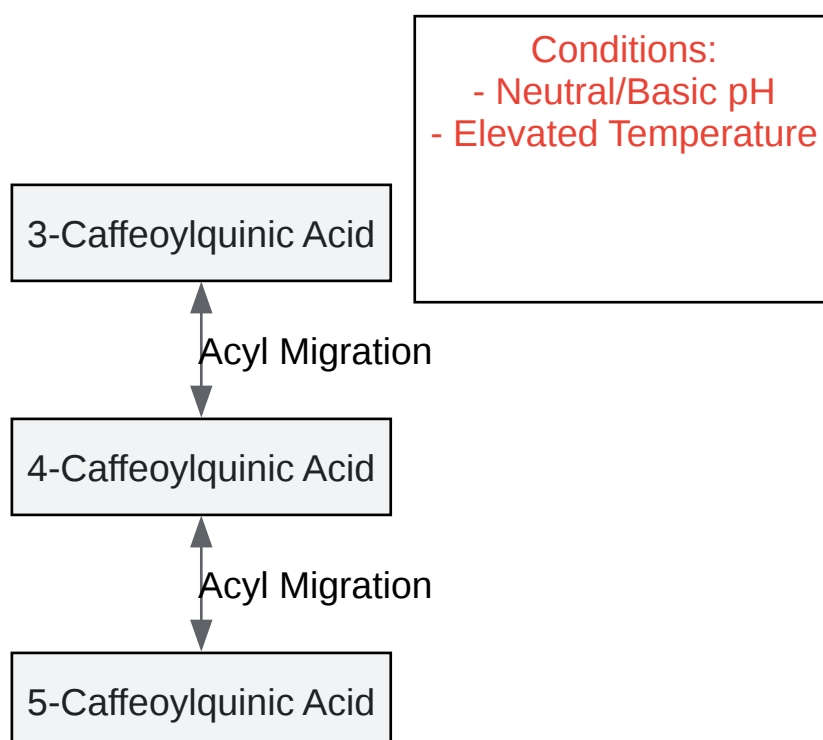 Conditions:
- Neutral/Basic pH
- Elevated Temperature
3-Caffeoylquinic Acid
Acyl Migration
4-Caffeoylquinic Acid
Acyl Migration
5-Caffeoylquinic Acid